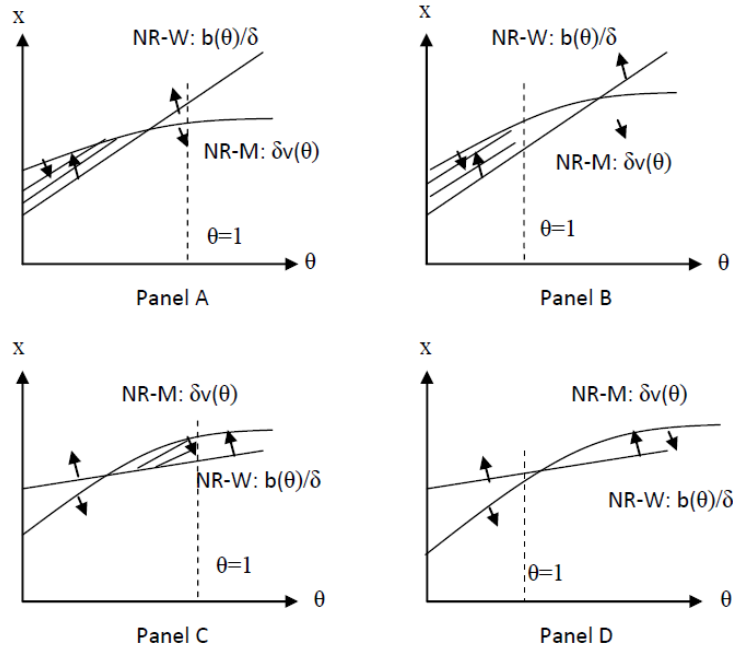 x
NR-W: b(θ)/δ
NR-M: δv(θ)
θ=1
θ
Panel A
x
NR-W: b(θ)/δ
NR-M: δv(θ)
θ=1
θ
Panel B
x
NR-M: δv(θ)
NR-W: b(θ)/δ
θ=1
θ
Panel C
x
NR-M: δv(θ)
NR-W: b(θ)/δ
θ=1
θ
Panel D